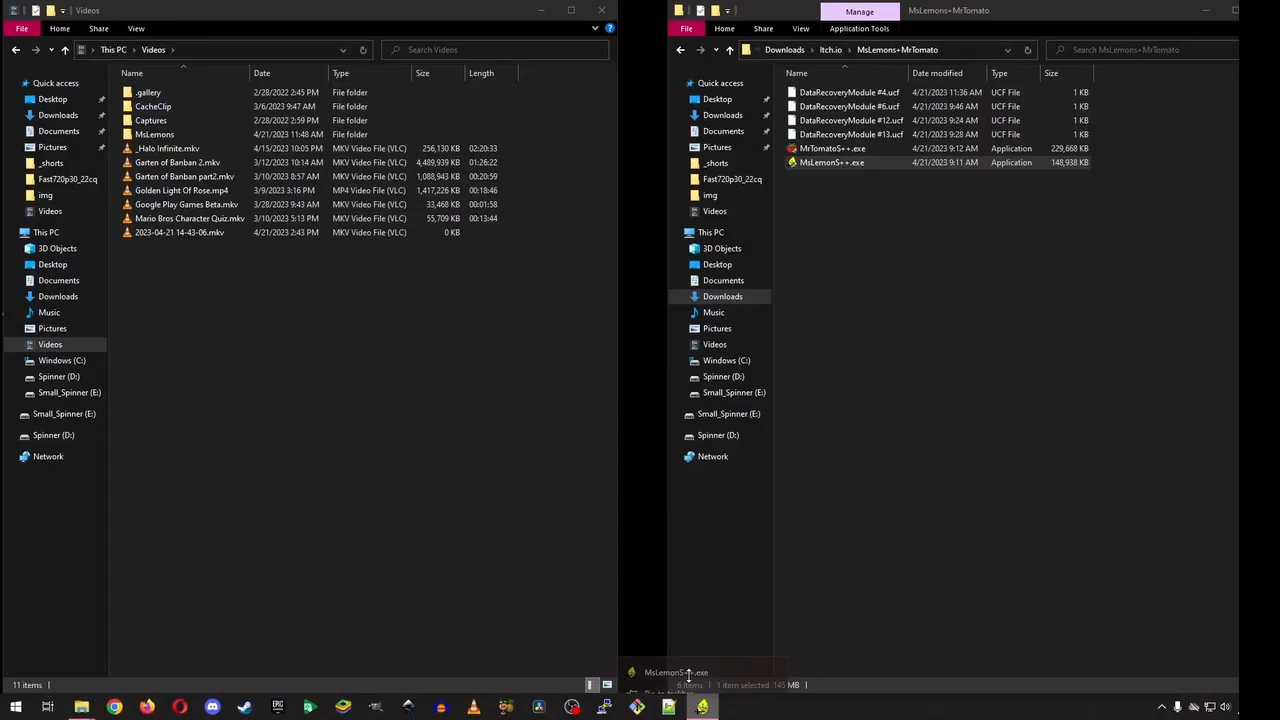 Videos
File Home Share View
This PC Videos Search Videos
Name Date Type Size Length
Quick access
Desktop
Downloads
Documents
Pictures
_shorts
Fast720p30_22cq
img
Videos
This PC
3D Objects
Desktop
Documents
Downloads
Music
Pictures
Videos
Windows (C:)
Spinner (D:)
Small_Spinner (E:)
Small_Spinner (E:)
Spinner (D:)
Network
.gallery 2/28/2022 2:45 PM File folder
CacheClip 3/6/2023 9:47 AM File folder
Captures 2/28/2022 2:59 PM File folder
MsLemons 4/21/2023 11:48 AM File folder
_Halo Infinite.mkv 4/15/2023 10:05 PM MKV Video File (VLC) 256,130 KB 02:20:33
Garten of Banban 2.mkv 3/12/2023 10:14 AM MKV Video File (VLC) 4,489,939 KB 01:26:22
Garten of Banban part2.mkv 3/10/2023 8:57 AM MKV Video File (VLC) 1,088,943 KB 00:20:59
Golden Light Of Rose.mp4 3/9/2023 3:16 PM MP4 Video File (VLC) 1,417,226 KB 00:18:46
Google Play Games Beta.mkv 3/28/2023 9:43 AM MKV Video File (VLC) 33,468 KB 00:01:58
Mario Bros Character Quiz.mkv 3/10/2023 5:13 PM MKV Video File (VLC) 55,709 KB 00:13:44
2023-04-21 14-43-06.mkv 4/21/2023 2:43 PM MKV Video File (VLC) 0 KB
11 items
Manage MsLemons+MrTomato
File Home Share View Application Tools
Downloads Itch.io MsLemons+MrTomato Search MsLemons+MrTomato
Name Date modified Type Size
Quick access
Desktop
Downloads
Documents
Pictures
_shorts
Fast720p30_22cq
img
Videos
This PC
3D Objects
Desktop
Documents
Downloads
Music
Pictures
Videos
Windows (C:)
Spinner (D:)
Small_Spinner (E:)
Small_Spinner (E:)
Spinner (D:)
Network
DataRecoveryModule #4.ucf 4/21/2023 11:36 AM UCF File 1 KB
DataRecoveryModule #6.ucf 4/21/2023 9:46 AM UCF File 1 KB
DataRecoveryModule #12.ucf 4/21/2023 9:24 AM UCF File 1 KB
DataRecoveryModule #13.ucf 4/21/2023 9:28 AM UCF File 1 KB
MrTomatoS++.exe 4/21/2023 9:12 AM Application 229,668 KB
MsLemonS++.exe 4/21/2023 9:11 AM Application 148,938 KB
MsLemonS++.exe
6 items 1 item selected 145 MB
Pin to taskbar
EPIC